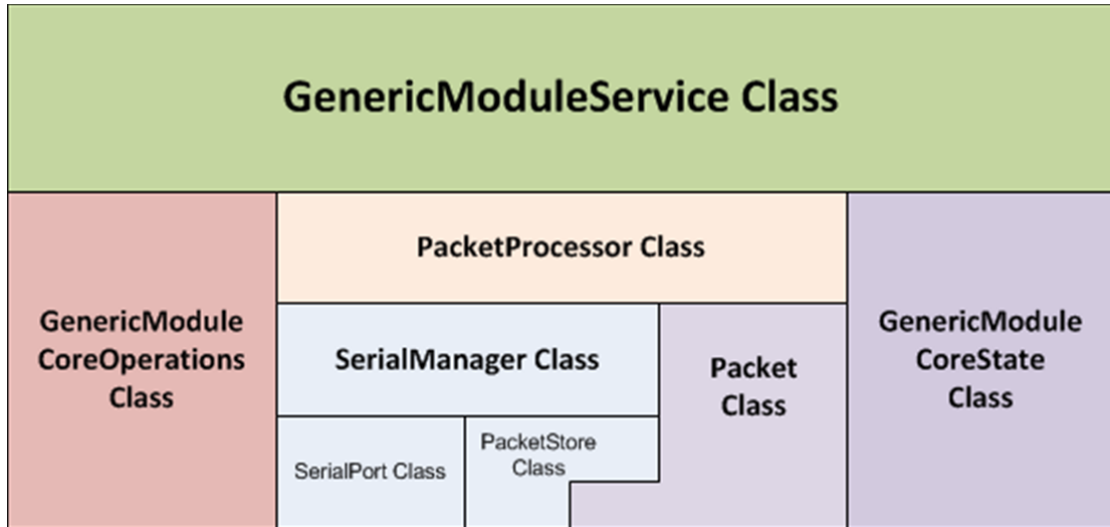 GenericModuleService Class
PacketProcessor Class
GenericModule
CoreOperations
Class
SerialManager Class
Packet
Class
GenericModule
CoreState
Class
SerialPort Class
PacketStore
Class